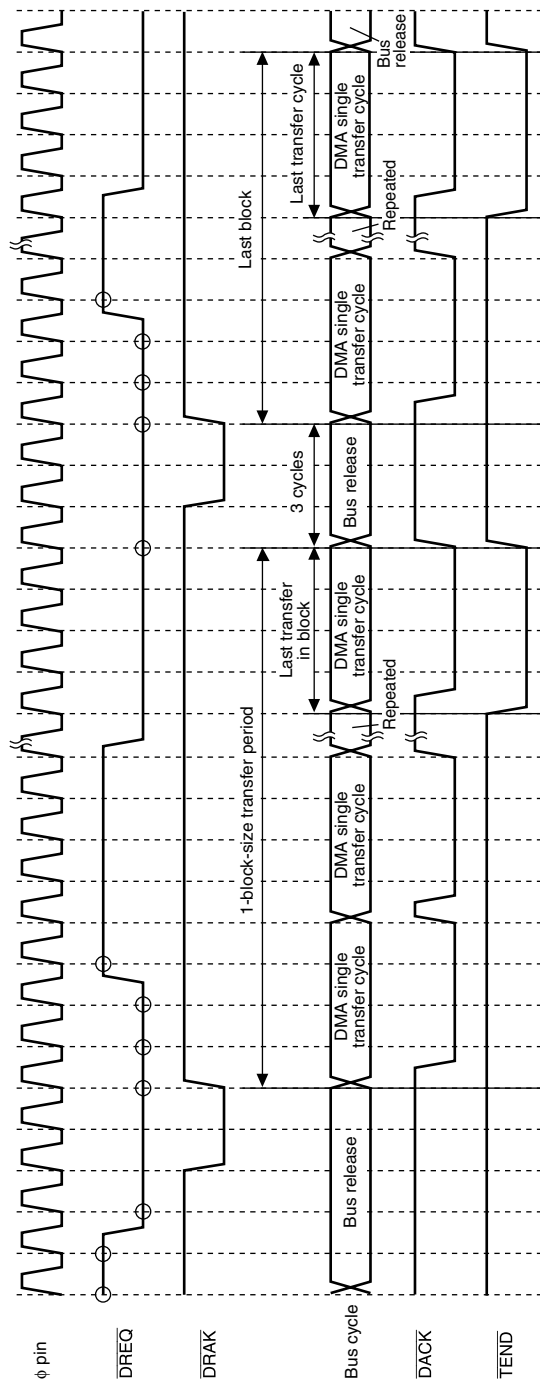 φ pin
DREQ
DRAK
1-block-size transfer period
Last block
Last transfer
in block
3 cycles
Last transfer cycle
Bus cycle
Bus release
DMA single
transfer cycle
DMA single
transfer cycle
Repeated
DMA single
transfer cycle
Bus release
DMA single
transfer cycle
Repeated
DMA single
transfer cycle
Bus
release
DACK
TEND